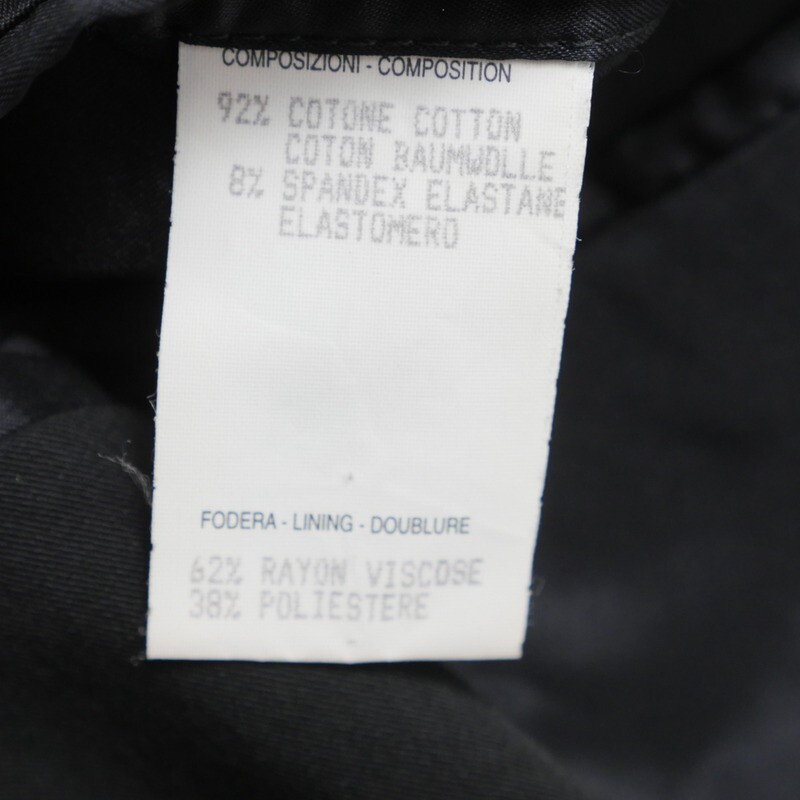 COMPOSIZIONI - COMPOSITION
92% COTONE COTTON
COTON BAUMWOLLE
8% SPANDEX ELASTANE
ELASTOMERO
FODERA - LINING - DOUBLURE
62% RAYON VISCOSE
38% POLIESTERE